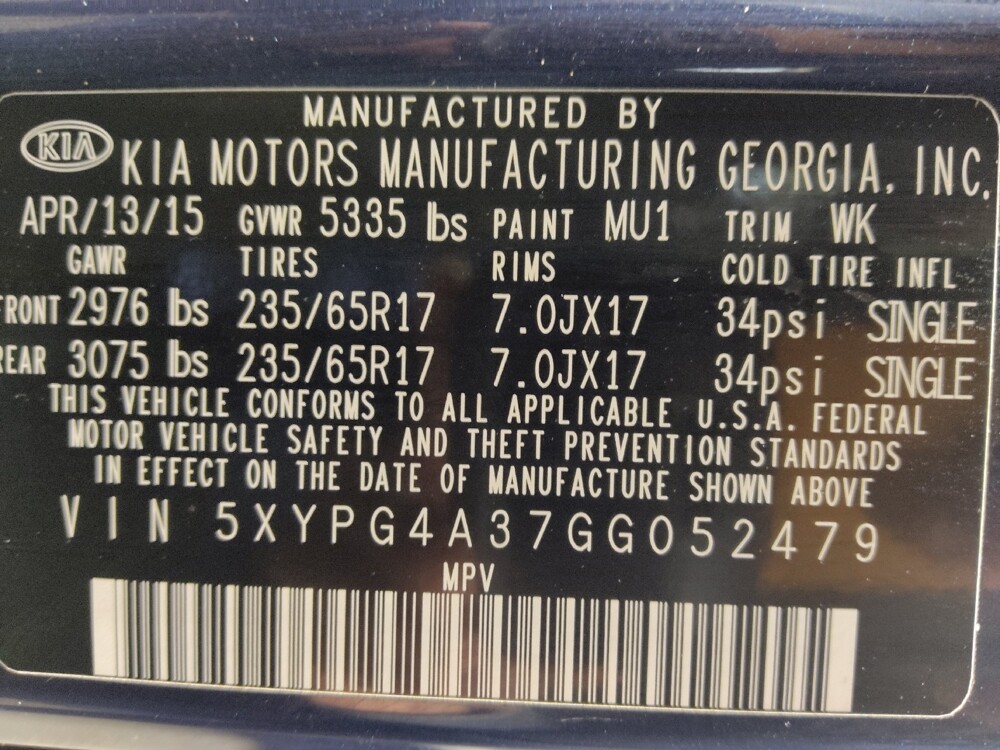 MANUFACTURED BY
KIA KIA MOTORS MANUFACTURING GEORGIA, INC.
APR/13/15 GVWR 5335 lbs PAINT MU1 TRIM WK
GAWR TIRES RIMS COLD TIRE INFL
FRONT 2976 lbs 235/65R17 7.0JX17 34psi SINGLE
REAR 3075 lbs 235/65R17 7.0JX17 34psi SINGLE
THIS VEHICLE CONFORMS TO ALL APPLICABLE U.S.A. FEDERAL
MOTOR VEHICLE SAFETY AND THEFT PREVENTION STANDARDS
IN EFFECT ON THE DATE OF MANUFACTURE SHOWN ABOVE
VIN 5XYPG4A37GG052479
MPV